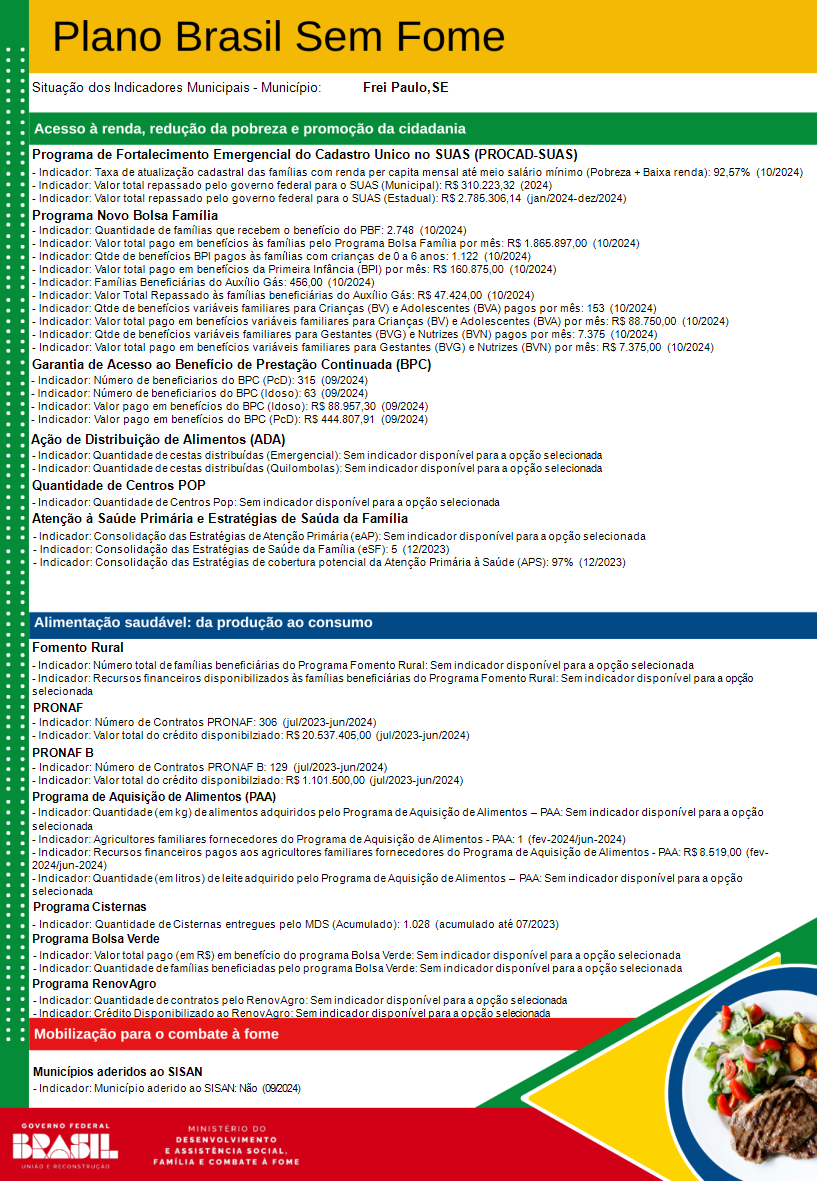 Plano Brasil Sem Fome
Situação dos Indicadores Municipais - Município: Frei Paulo,SE
Acesso à renda, redução da pobreza e promoção da cidadania
Programa de Fortalecimento Emergencial do Cadastro Unico no SUAS (PROCAD-SUAS)
- Indicador: Taxa de atualização cadastral das famílias com renda per capita mensal até meio salário mínimo (Pobreza + Baixa renda): 92,57% (10/2024)
- Indicador: Valor total repassado pelo governo federal para o SUAS (Municipal): R$ 310.223,32 (2024)
- Indicador: Valor total repassado pelo governo federal para o SUAS (Estadual): R$ 2.785.306,14 (jan/2024-dez/2024)
Programa Novo Bolsa Família
- Indicador: Quantidade de famílias que recebem o benefício do PBF: 2.748 (10/2024)
- Indicador: Valor total pago em benefícios às famílias pelo Programa Bolsa Família por mês: R$ 1.865.897,00 (10/2024)
- Indicador: Qtde de benefícios BPI pagos às famílias com crianças de 0 a 6 anos: 1.122 (10/2024)
- Indicador: Valor total pago em benefícios da Primeira Infância (BPI) por mês: R$ 160.875,00 (10/2024)
- Indicador: Famílias Beneficiárias do Auxílio Gás: 456,00 (10/2024)
- Indicador: Valor Total Repassado às famílias beneficiárias do Auxílio Gás: R$ 47.424,00 (10/2024)
- Indicador: Qtde de benefícios variáveis familiares para Crianças (BV) e Adolescentes (BVA) pagos por mês: 153 (10/2024)
- Indicador: Valor total pago em benefícios variáveis familiares para Crianças (BV) e Adolescentes (BVA) por mês: R$ 88.750,00 (10/2024)
- Indicador: Qtde de benefícios variáveis familiares para Gestantes (BVG) e Nutrizes (BVN) pagos por mês: 7.375 (10/2024)
- Indicador: Valor total pago em benefícios variáveis familiares para Gestantes (BVG) e Nutrizes (BVN) por mês: R$ 7.375,00 (10/2024)
Garantia de Acesso ao Benefício de Prestação Continuada (BPC)
- Indicador: Número de beneficiarios do BPC (PcD): 315 (09/2024)
- Indicador: Número de beneficiarios do BPC (Idoso): 63 (09/2024)
- Indicador: Valor pago em benefícios do BPC (Idoso): R$ 88.957,30 (09/2024)
- Indicador: Valor pago em benefícios do BPC (PcD): R$ 444.807,91 (09/2024)
Ação de Distribuição de Alimentos (ADA)
- Indicador: Quantidade de cestas distribuídas (Emergencial): Sem indicador disponível para a opção selecionada
- Indicador: Quantidade de cestas distribuídas (Quilombolas): Sem indicador disponível para a opção selecionada
Quantidade de Centros POP
- Indicador: Quantidade de Centros Pop: Sem indicador disponível para a opção selecionada
Atenção à Saúde Primária e Estratégias de Saúda da Família
- Indicador: Consolidação das Estratégias de Atenção Primária (eAP): Sem indicador disponível para a opção selecionada
- Indicador: Consolidação das Estratégias de Saúde da Família (eSF): 5 (12/2023)
- Indicador: Consolidação das Estratégias de cobertura potencial da Atenção Primária à Saúde (APS): 97% (12/2023)
Alimentação saudável: da produção ao consumo
Fomento Rural
- Indicador: Número total de famílias beneficiárias do Programa Fomento Rural: Sem indicador disponível para a opção selecionada
- Indicador: Recursos financeiros disponibilizados às famílias beneficiárias do Programa Fomento Rural: Sem indicador disponível para a opção
selecionada
PRONAF
- Indicador: Número de Contratos PRONAF: 306 (jul/2023-jun/2024)
- Indicador: Valor total do crédito disponibilziado: R$ 20.537.405,00 (jul/2023-jun/2024)
PRONAF B
- Indicador: Número de Contratos PRONAF B: 129 (jul/2023-jun/2024)
- Indicador: Valor total do crédito disponibilziado: R$ 1.101.500,00 (jul/2023-jun/2024)
Programa de Aquisição de Alimentos (PAA)
- Indicador: Quantidade (em kg) de alimentos adquiridos pelo Programa de Aquisição de Alimentos – PAA: Sem indicador disponível para a opção
selecionada
- Indicador: Agricultores familiares fornecedores do Programa de Aquisição de Alimentos - PAA: 1 (fev-2024/jun-2024)
- Indicador: Recursos financeiros pagos aos agricultores familiares fornecedores do Programa de Aquisição de Alimentos - PAA: R$ 8.519,00 (fev-
2024/jun-2024)
- Indicador: Quantidade (em litros) de leite adquirido pelo Programa de Aquisição de Alimentos – PAA: Sem indicador disponível para a opção
selecionada
Programa Cisternas
- Indicador: Quantidade de Cisternas entregues pelo MDS (Acumulado): 1.028 (acumulado até 07/2023)
Programa Bolsa Verde
- Indicador: Valor total pago (em R$) em benefício do programa Bolsa Verde: Sem indicador disponível para a opção selecionada
- Indicador: Quantidade de famílias beneficiadas pelo programa Bolsa Verde: Sem indicador disponível para a opção selecionada
Programa RenovAgro
- Indicador: Quantidade de contratos pelo RenovAgro: Sem indicador disponível para a opção selecionada
- Indicador: Crédito Disponibilizado ao RenovAgro: Sem indicador disponível para a opção selecionada
Mobilização para o combate à fome
Municípios aderidos ao SISAN
- Indicador: Município aderido ao SISAN: Não (09/2024)
GOVERNO FEDERAL
BRASIL
UNIÃO E RECONSTRUÇÃO
MINISTÉRIO DO
DESENVOLVIMENTO
E ASSISTÊNCIA SOCIAL,
FAMÍLIA E COMBATE À FOME